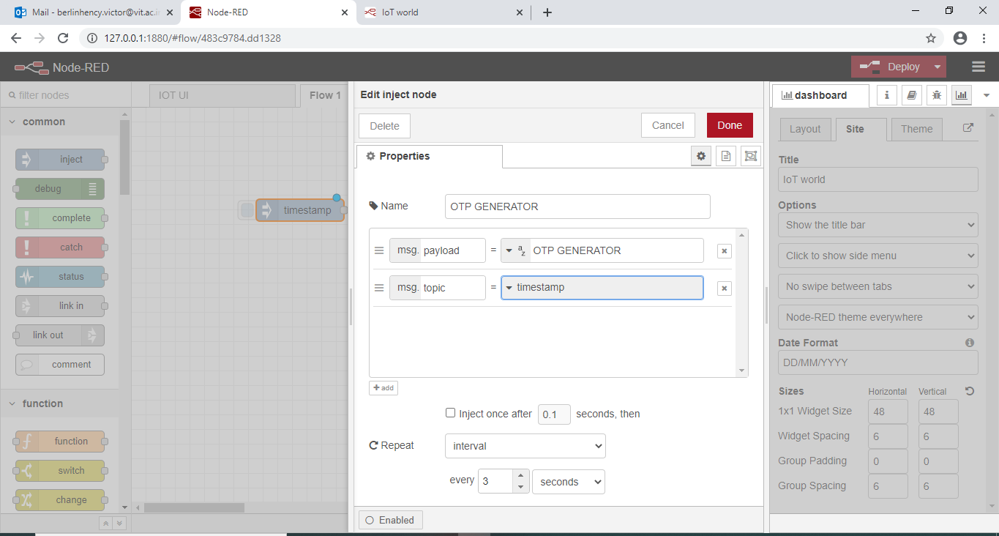 Mail - berlinhency.victor@vit.ac.i
Node-RED
IoT world
127.0.0.1:1880/#flow/483c9784.dd1328
Node-RED
Deploy
filter nodes
common
inject
debug
complete
catch
status
link in
link out
comment
function
function
switch
change
IOT UI
Flow 1
timestamp
Edit inject node
Delete
Cancel
Done
Properties
Name
OTP GENERATOR
msg. payload = az OTP GENERATOR
msg. topic = timestamp
add
Inject once after 0.1 seconds, then
Repeat
interval
every 3 seconds
Enabled
dashboard
Layout
Site
Theme
Title
IoT world
Options
Show the title bar
Click to show side menu
No swipe between tabs
Node-RED theme everywhere
Date Format
DD/MM/YYYY
Sizes Horizontal Vertical
1x1 Widget Size 48 48
Widget Spacing 6 6
Group Padding 0 0
Group Spacing 6 6